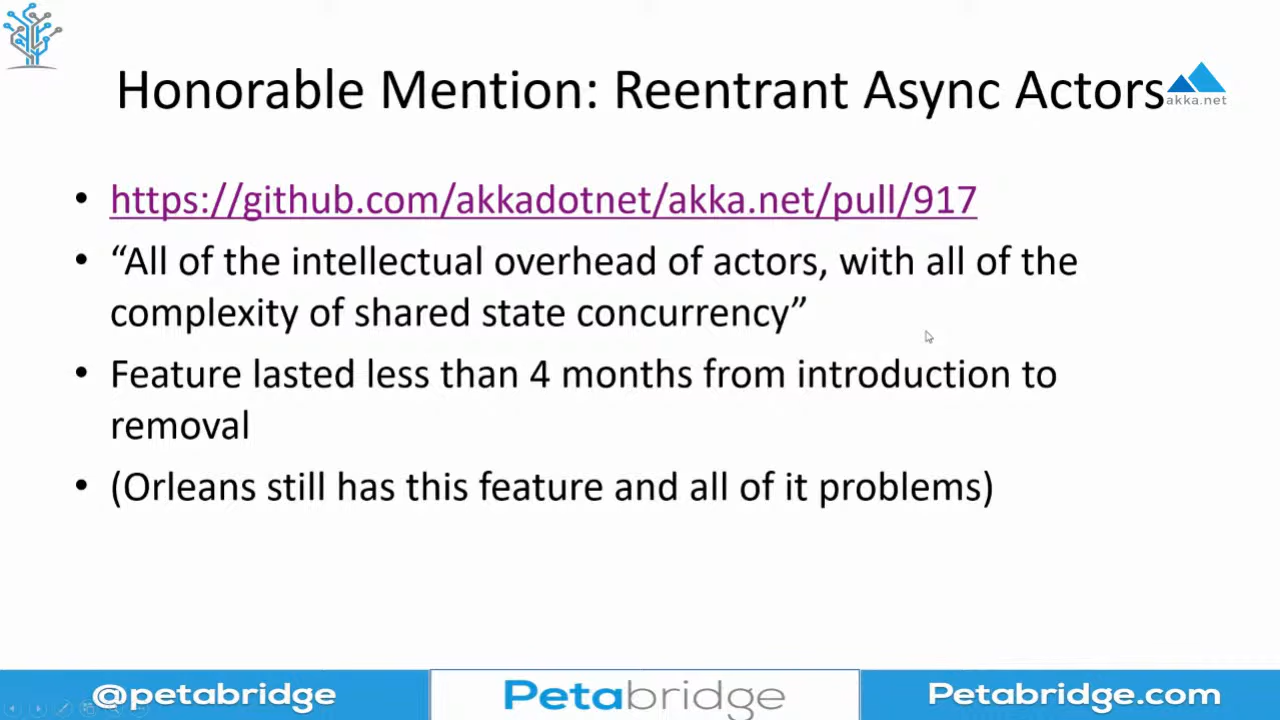 Honorable Mention: Reentrant Async Actors
akka.net
• https://github.com/akkadotnet/akka.net/pull/917
• “All of the intellectual overhead of actors, with all of the
complexity of shared state concurrency”
• Feature lasted less than 4 months from introduction to
removal
• (Orleans still has this feature and all of it problems)
@petabridge
Petabridge
Petabridge.com